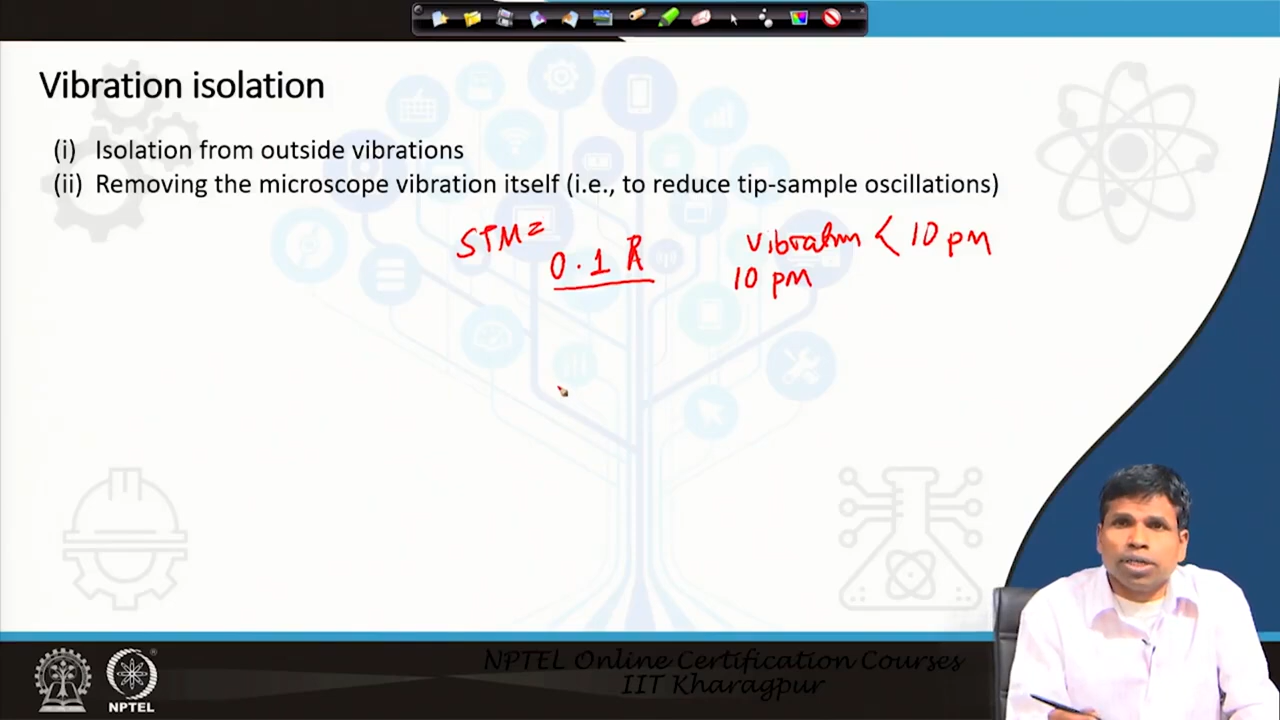 Vibration isolation
(i) Isolation from outside vibrations
(ii) Removing the microscope vibration itself (i.e., to reduce tip-sample oscillations)
STM =
0.1 Å
vibration < 10 pm
10 pm
NPTEL Online Certification Courses
IIT Kharagpur
NPTEL